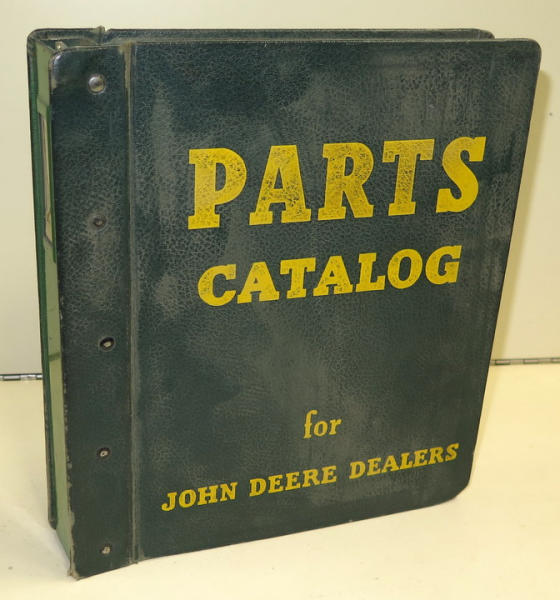 PARTS
CATALOG
for
JOHN DEERE DEALERS